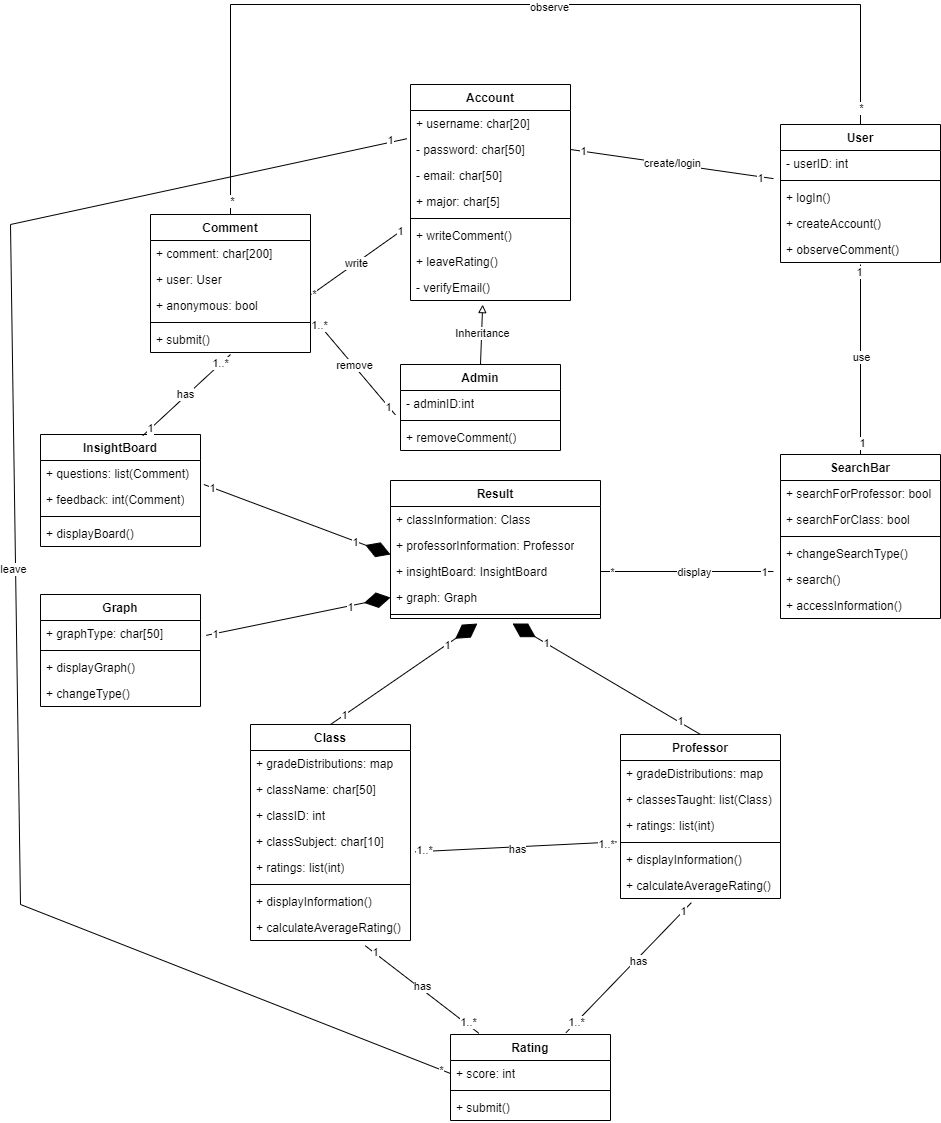 observe
*
*
Account
+ username: char[20]
- password: char[50]
- email: char[50]
+ major: char[5]
+ writeComment()
+ leaveRating()
- verifyEmail()
1
1
create/login
1
User
- userID: int
+ logIn()
+ createAccount()
+ observeComment()
Comment
+ comment: char[200]
+ user: User
+ anonymous: bool
+ submit()
1
write
*
1..*
remove
1
Inheritance
Admin
- adminID:int
+ removeComment()
1
use
1
1..*
has
1
InsightBoard
+ questions: list(Comment)
+ feedback: int(Comment)
+ displayBoard()
1
1
Result
+ classInformation: Class
+ professorInformation: Professor
+ insightBoard: InsightBoard
+ graph: Graph
*
display
1
SearchBar
+ searchForProfessor: bool
+ searchForClass: bool
+ changeSearchType()
+ search()
+ accessInformation()
leave
Graph
+ graphType: char[50]
+ displayGraph()
+ changeType()
1
1
1
1
1
1
Class
+ gradeDistributions: map
+ className: char[50]
+ classID: int
+ classSubject: char[10]
+ ratings: list(int)
+ displayInformation()
+ calculateAverageRating()
1..*
has
1..*
Professor
+ gradeDistributions: map
+ classesTaught: list(Class)
+ ratings: list(int)
+ displayInformation()
+ calculateAverageRating()
1
has
1..*
1
has
1..*
*
Rating
+ score: int
+ submit()